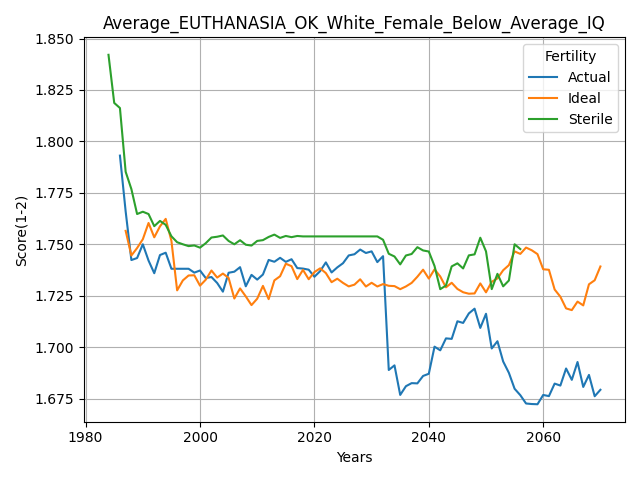 Average_EUTHANASIA_OK_White_Female_Below_Average_IQ
Fertility
Actual
Ideal
Sterile
Score(1-2)
1.850
1.825
1.800
1.775
1.750
1.725
1.700
1.675
1980 2000 2020 2040 2060
Years